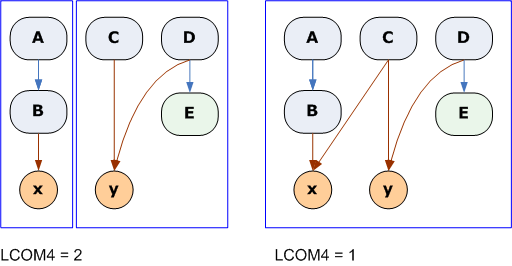 A C D A C D
B E B E
x y x y
LCOM4 = 2 LCOM4 = 1